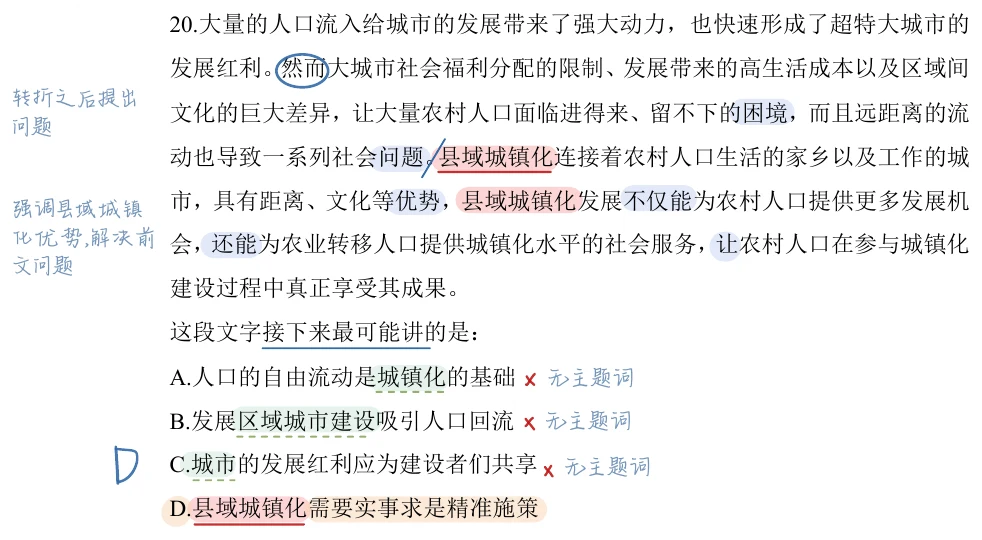 20.大量的人口流入给城市的发展带来了强大动力，也快速形成了超特大城市的
发展红利。然而大城市社会福利分配的限制、发展带来的高生活成本以及区域间
文化的巨大差异，让大量农村人口面临进得来、留不下的困境，而且远距离的流
动也导致一系列社会问题。县域城镇化连接着农村人口生活的家乡以及工作的城
市，具有距离、文化等优势，县域城镇化发展不仅能为农村人口提供更多发展机
会，还能为农业转移人口提供城镇化水平的社会服务，让农村人口在参与城镇化
建设过程中真正享受其成果。
转折之后提出
问题
强调县域城镇
化优势,解决前
文问题
这段文字接下来最可能讲的是：
A.人口的自由流动是城镇化的基础 x 无主题词
B.发展区域城市建设吸引人口回流 x 无主题词
D
C.城市的发展红利应为建设者们共享 x 无主题词
D.县域城镇化需要实事求是精准施策